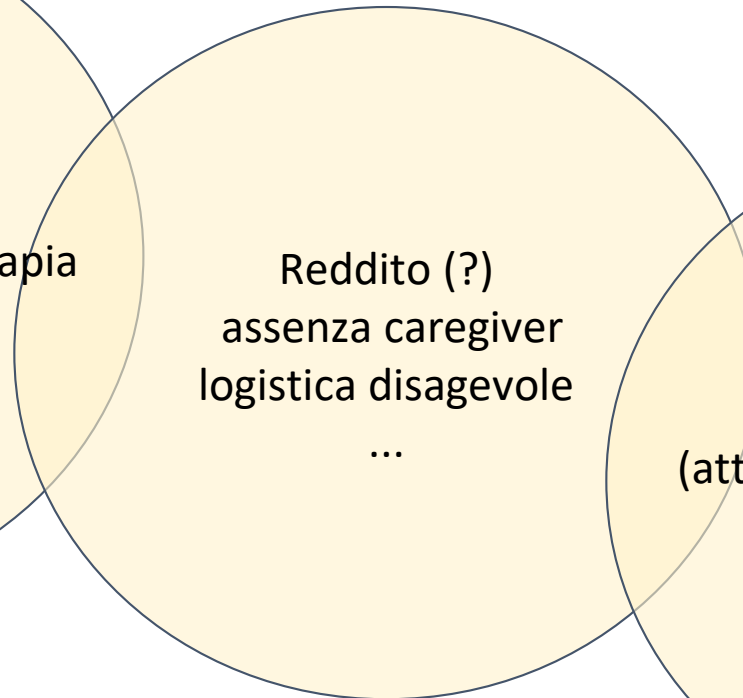 apia
Reddito (?)
assenza caregiver
logistica disagevole
...
(att